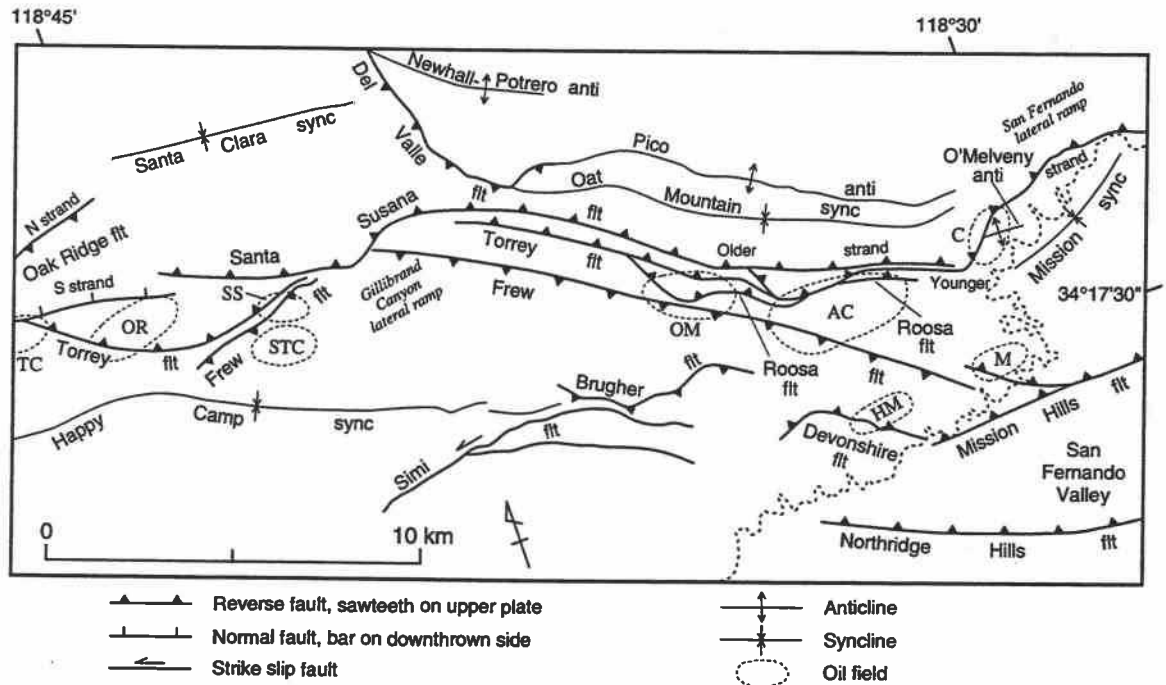 118°45'
118°30'
Newhall-Potrero anti
Del Valle flt
Santa Clara sync
Pico anti
Oat Mountain sync
San Fernando
lateral ramp
O'Melveny
anti
strand
C
Mission sync
N strand
Oak Ridge flt
S strand
Santa Susana flt
Torrey flt
Older strand
Younger
34°17'30"
SS
flt
Gillibrand
Canyon
lateral ramp
Frew flt
OR
TC
STC
Torrey flt
Frew
OM
AC
Roosa
flt
Roosa
flt
M
Brugher flt
Happy Camp sync
HM
Devonshire
flt
Mission Hills flt
Simi flt
San
Fernando
Valley
0 10 km
Northridge Hills flt
Reverse fault, sawteeth on upper plate
Anticline
Normal fault, bar on downthrown side
Syncline
Strike slip fault
Oil field